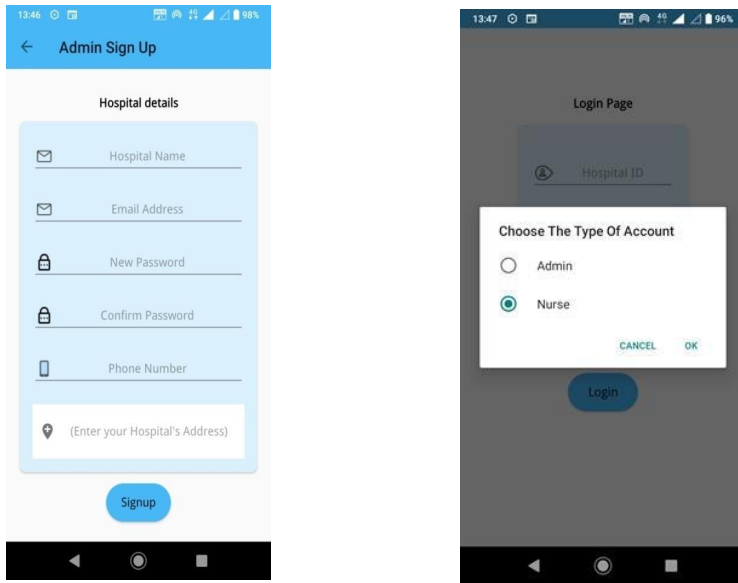 13:46 4G 98%
Admin Sign Up
Hospital details
Hospital Name
Email Address
New Password
Confirm Password
Phone Number
(Enter your Hospital's Address)
Signup
13:47 4G 96%
Login Page
Hospital ID
Choose The Type Of Account
Admin
Nurse
CANCEL OK
Login